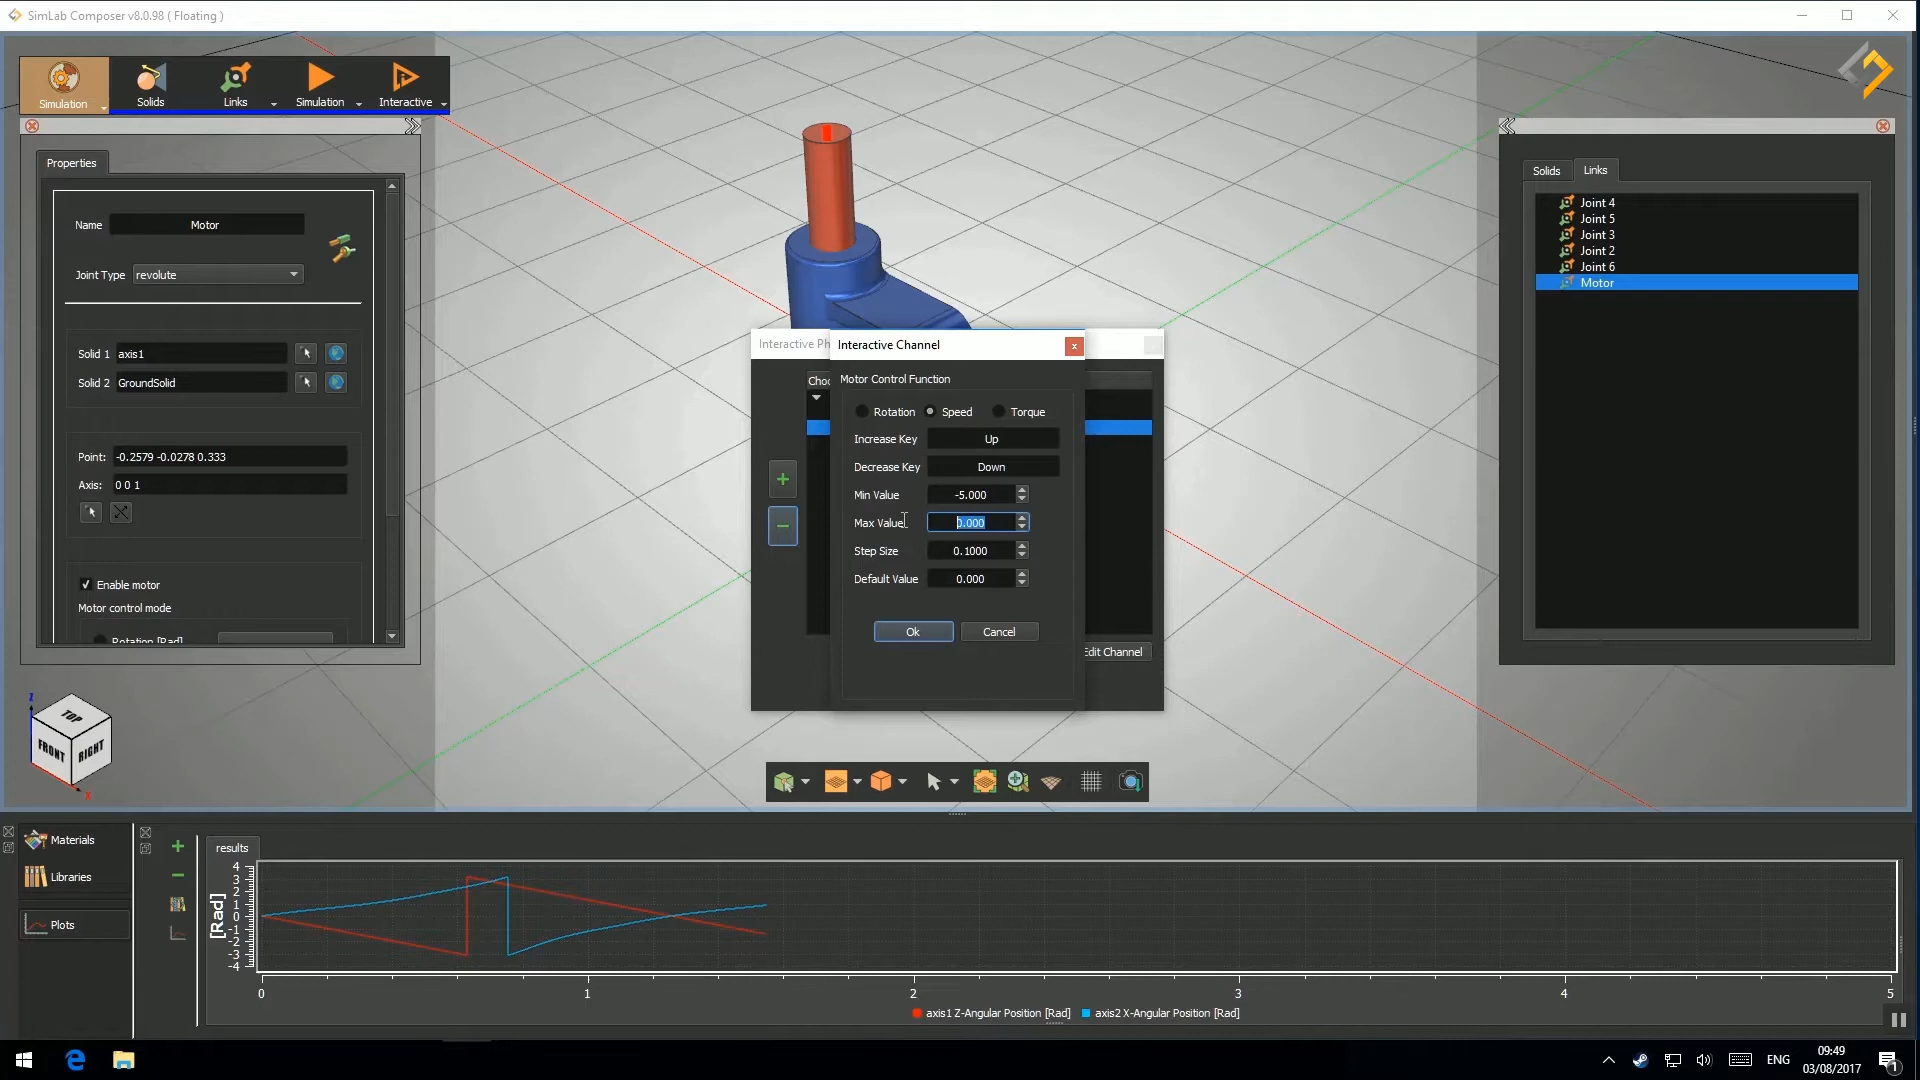 SimLab Composer v8.0.98 ( Floating )
Simulation
Solids
Links
Simulation
Interactive
Properties
Name
Motor
Joint Type
revolute
Solid 1
axis1
Solid 2
GroundSolid
Point:
-0.2579 -0.0278 0.333
Axis:
0 0 1
Enable motor
Motor control mode
Rotation [Rad]
Interactive Ph
Choo
Interactive Channel
Motor Control Function
Rotation
Speed
Torque
Increase Key
Up
Decrease Key
Down
Min Value
-5.000
Max Value
0.000
Step Size
0.1000
Default Value
0.000
Ok
Cancel
Edit Channel
Solids
Links
Joint 4
Joint 5
Joint 3
Joint 2
Joint 6
Motor
TOP
FRONT
RIGHT
z
x
Materials
Libraries
Plots
results
[Rad]
4
3
2
1
0
-1
-2
-3
-4
0
1
2
3
4
5
axis1 Z-Angular Position [Rad]
axis2 X-Angular Position [Rad]
ENG
09:49
03/08/2017
1